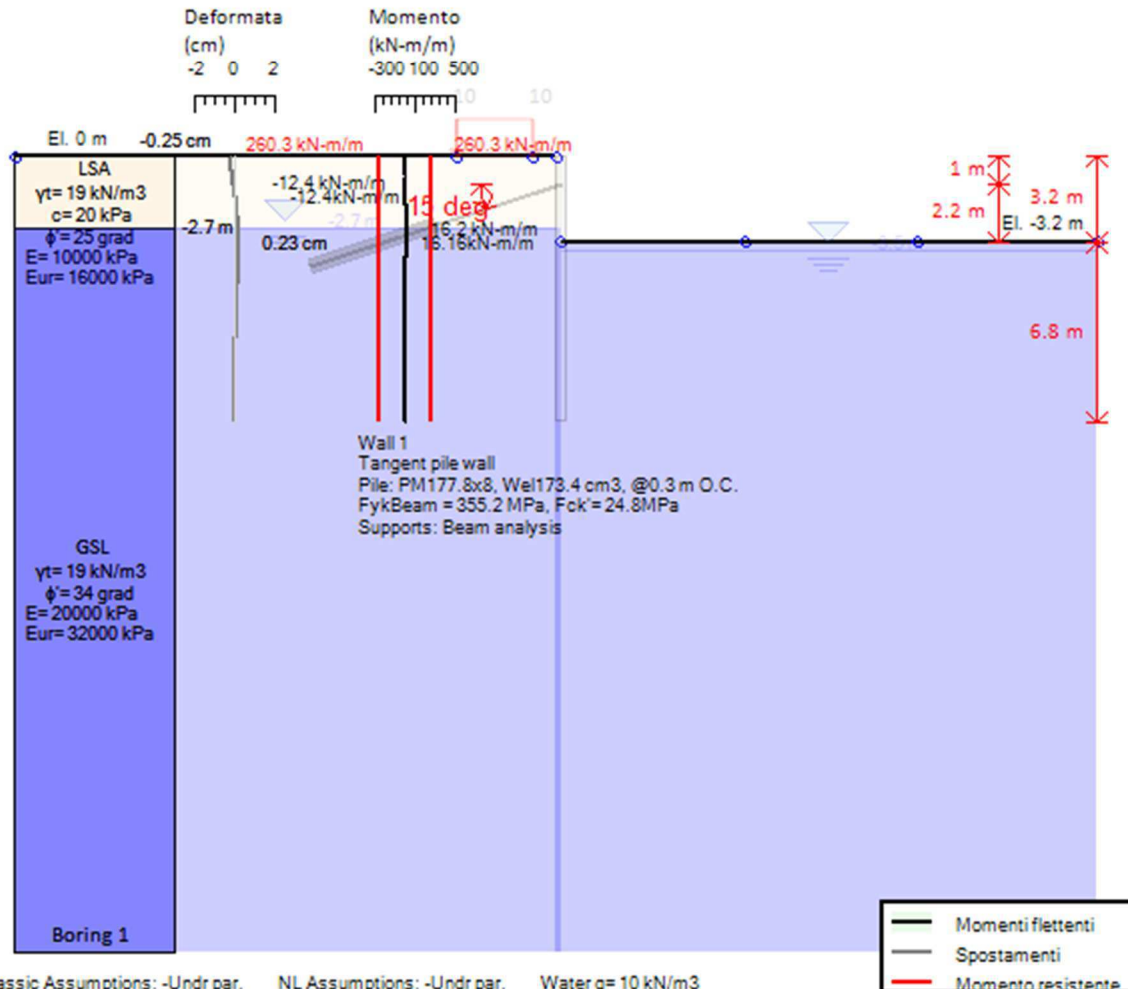 Deformata
(cm)
-2 0 2
Momento
(kN-m/m)
-300 100 500
10 10
El. 0 m
-0.25 cm
260.3 kN-m/m
260.3 kN-m/m
LSA
γt= 19 kN/m3
c= 20 kPa
ϕ'= 25 grad
E= 10000 kPa
Eur= 16000 kPa
-12.4 kN-m/m
-12.4kN-m/m
15 deg
-2.7 m
-2.7 m
0.23 cm
16.2 kN-m/m
16.16kN-m/m
1 m
2.2 m
3.2 m
El. -3.2 m
6.8 m
Wall 1
Tangent pile wall
Pile: PM177.8x8, Wel173.4 cm3, @0.3 m O.C.
FykBeam = 355.2 MPa, Fck'= 24.8MPa
Supports: Beam analysis
GSL
γt= 19 kN/m3
ϕ'= 34 grad
E= 20000 kPa
Eur= 32000 kPa
Boring 1
Momenti flettenti
Spostamenti
Momento resistente
assic Assumptions: -Undr par. NL Assumptions: -Undr par. Water g= 10 kN/m3